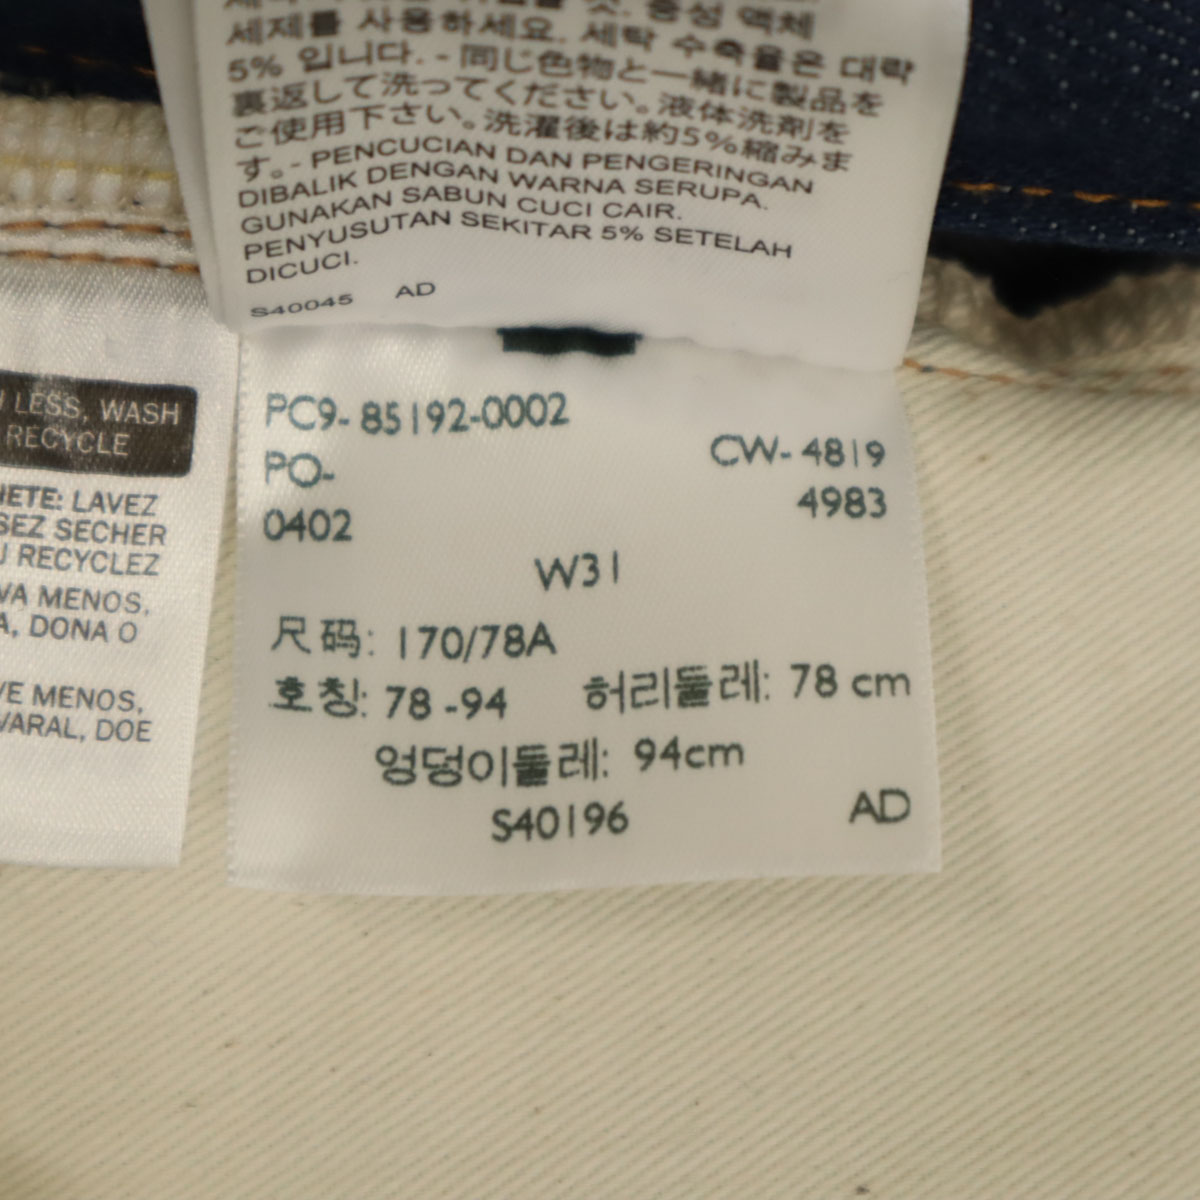 세제를 사용하세요. 세탁 수축율은 대략
5% 입니다. - 同じ色物と一緒に製品を
裏返して洗ってください。液体洗剤を
ご使用下さい。洗濯後は約5%縮みま
す。- PENCUCIAN DAN PENGERINGAN
DIBALIK DENGAN WARNA SERUPA.
GUNAKAN SABUN CUCI CAIR.
PENYUSUTAN SEKITAR 5% SETELAH
DICUCI.
S40045 AD
LESS, WASH
RECYCLE
LAVEZ
SECHER
RECYCLEZ
MENOS,
DONA O
MENOS,
VARAL, DOE
PC9- 85192-0002
CW- 4819
PO-
4983
0402
W31
尺码: 170/78A
호칭: 78 -94 허리둘레: 78 cm
엉덩이둘레: 94cm
S40196 AD